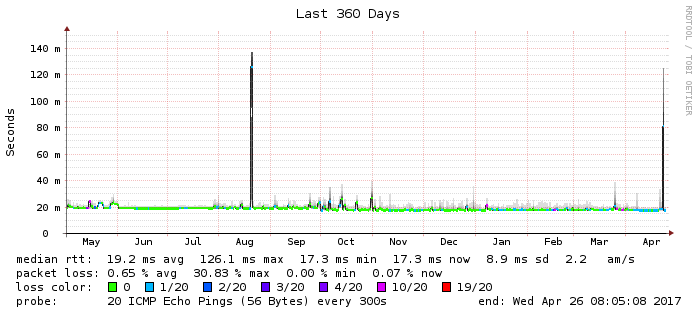 Last 360 Days
RRDTOOL / TOBI OETIKER
Seconds
140 m
120 m
100 m
80 m
60 m
40 m
20 m
0
May Jun Jul Aug Sep Oct Nov Dec Jan Feb Mar Apr
median rtt: 19.2 ms avg 126.1 ms max 17.3 ms min 17.3 ms now 8.9 ms sd 2.2 am/s
packet loss: 0.65 % avg 30.83 % max 0.00 % min 0.07 % now
loss color: 0 1/20 2/20 3/20 4/20 10/20 19/20
probe: 20 ICMP Echo Pings (56 Bytes) every 300s end: Wed Apr 26 08:05:08 2017